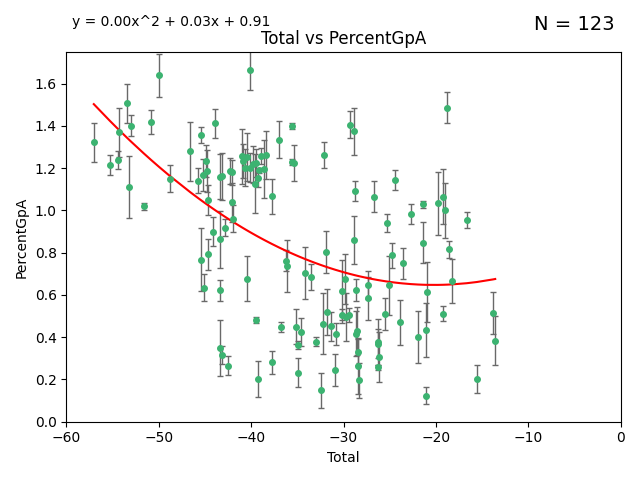 y = 0.00x^2 + 0.03x + 0.91
N = 123
Total vs PercentGpA
1.6
1.4
1.2
1.0
0.8
0.6
0.4
0.2
0.0
PercentGpA
−60 −50 −40 −30 −20 −10 0
Total